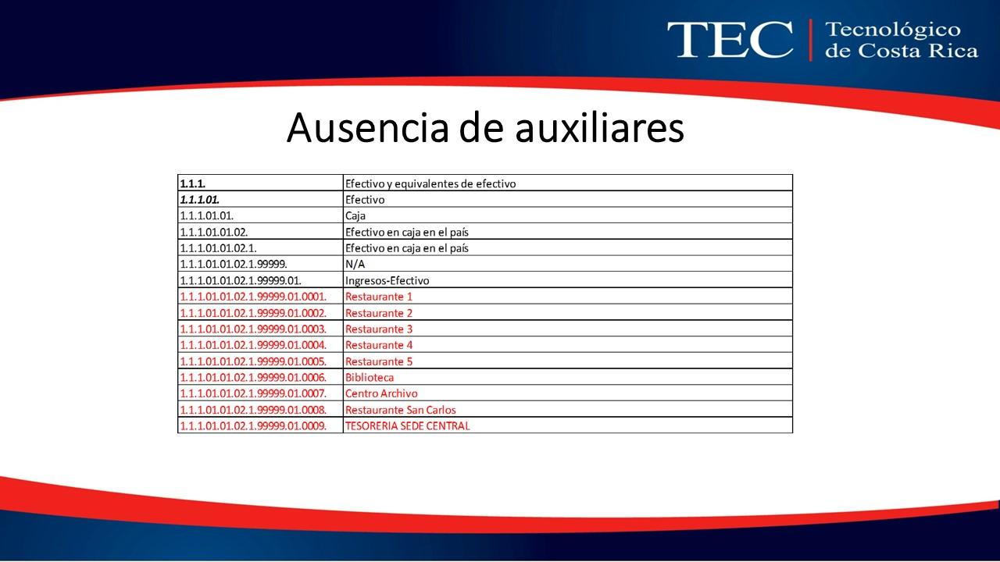 TEC | Tecnológico
de Costa Rica
Ausencia de auxiliares
1.1.1. Efectivo y equivalentes de efectivo
1.1.1.01. Efectivo
1.1.1.01.01. Caja
1.1.1.01.01.02. Efectivo en caja en el país
1.1.1.01.01.02.1. Efectivo en caja en el país
1.1.1.01.01.02.1.99999. N/A
1.1.1.01.01.02.1.99999.01. Ingresos-Efectivo
1.1.1.01.01.02.1.99999.01.0001. Restaurante 1
1.1.1.01.01.02.1.99999.01.0002. Restaurante 2
1.1.1.01.01.02.1.99999.01.0003. Restaurante 3
1.1.1.01.01.02.1.99999.01.0004. Restaurante 4
1.1.1.01.01.02.1.99999.01.0005. Restaurante 5
1.1.1.01.01.02.1.99999.01.0006. Biblioteca
1.1.1.01.01.02.1.99999.01.0007. Centro Archivo
1.1.1.01.01.02.1.99999.01.0008. Restaurante San Carlos
1.1.1.01.01.02.1.99999.01.0009. TESORERIA SEDE CENTRAL